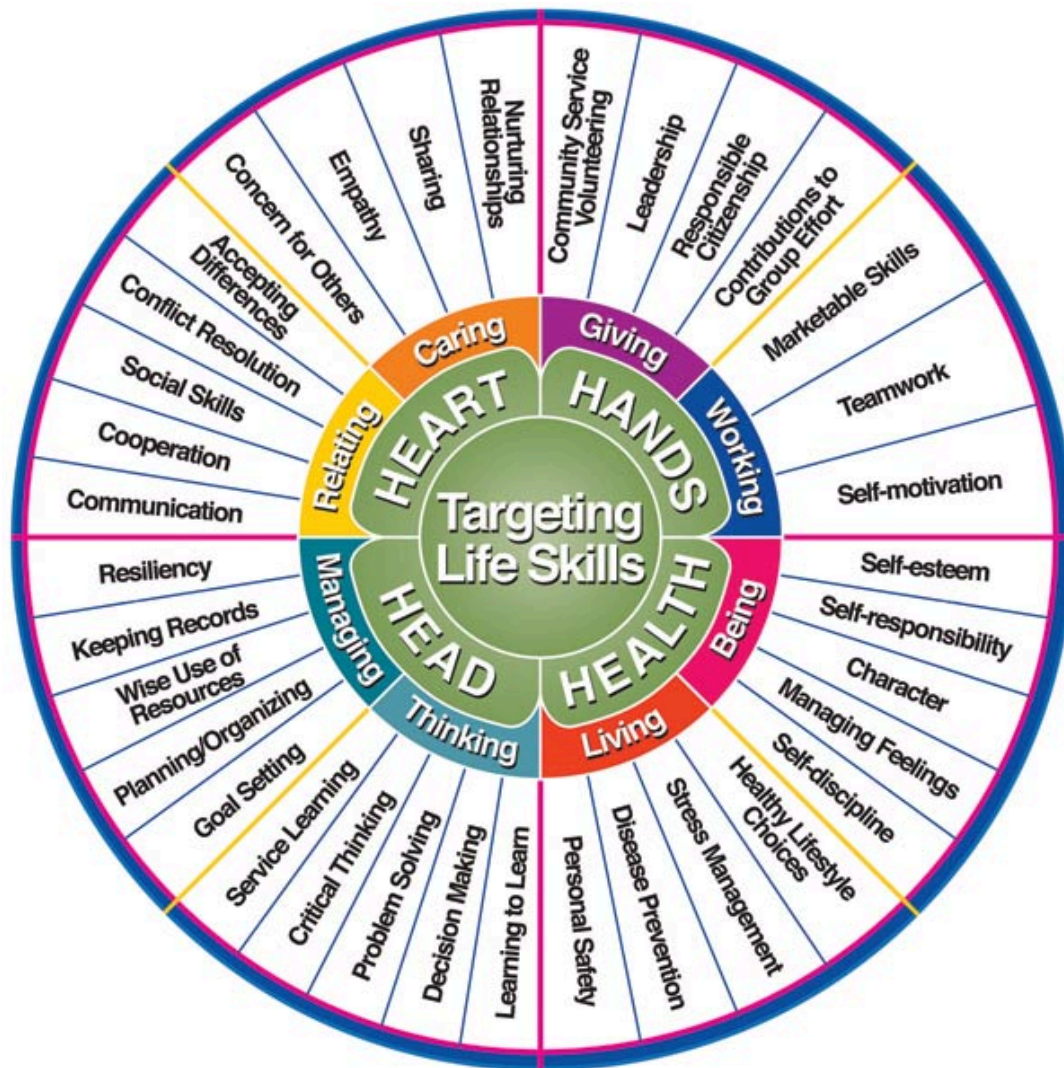 Targeting
Life Skills
HEART
HANDS
HEALTH
HEAD
Caring
Giving
Working
Being
Living
Thinking
Managing
Relating
Nurturing
Relationships
Sharing
Empathy
Concern for Others
Community Service
Volunteering
Leadership
Responsible
Citizenship
Contributions to
Group Effort
Marketable Skills
Teamwork
Self-motivation
Self-esteem
Self-responsibility
Character
Managing Feelings
Self-discipline
Healthy Lifestyle
Choices
Stress Management
Disease Prevention
Personal Safety
Learning to Learn
Decision Making
Problem Solving
Critical Thinking
Service Learning
Goal Setting
Planning/Organizing
Wise Use of
Resources
Keeping Records
Resiliency
Communication
Cooperation
Social Skills
Conflict Resolution
Accepting
Differences